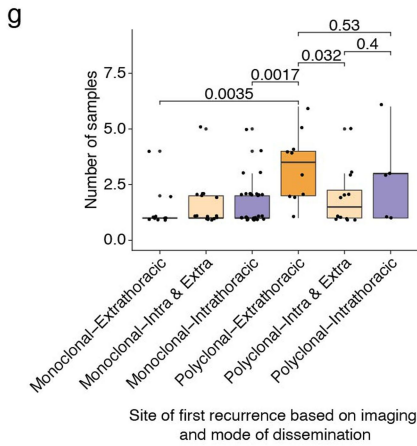 g
0.53
0.032
0.4
0.0017
0.0035
7.5
5.0
2.5
0.0
Number of samples
Monoclonal–Extrathoracic
Monoclonal–Intra & Extra
Monoclonal–Intrathoracic
Polyclonal–Extrathoracic
Polyclonal–Intra & Extra
Polyclonal–Intrathoracic
Site of first recurrence based on imaging
and mode of dissemination